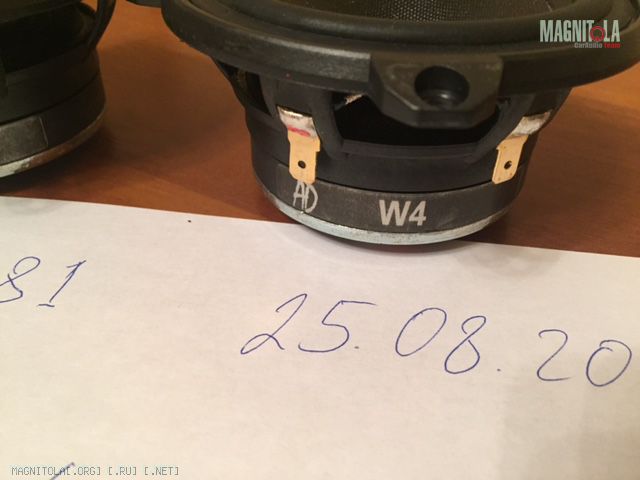 MAGNITOLA
CarAudio Team
AD
W4
81
25.08.20
MAGNITOLA[.ORG] [.RU] [.NET]